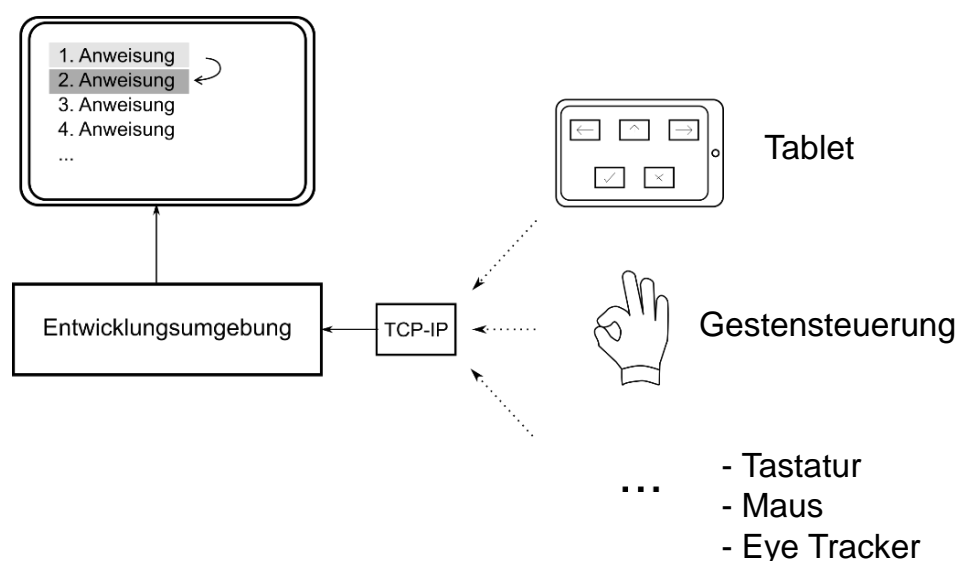 1. Anweisung
2. Anweisung
3. Anweisung
4. Anweisung
...
Tablet
Entwicklungsumgebung
TCP-IP
Gestensteuerung
...
- Tastatur
- Maus
- Eye Tracker